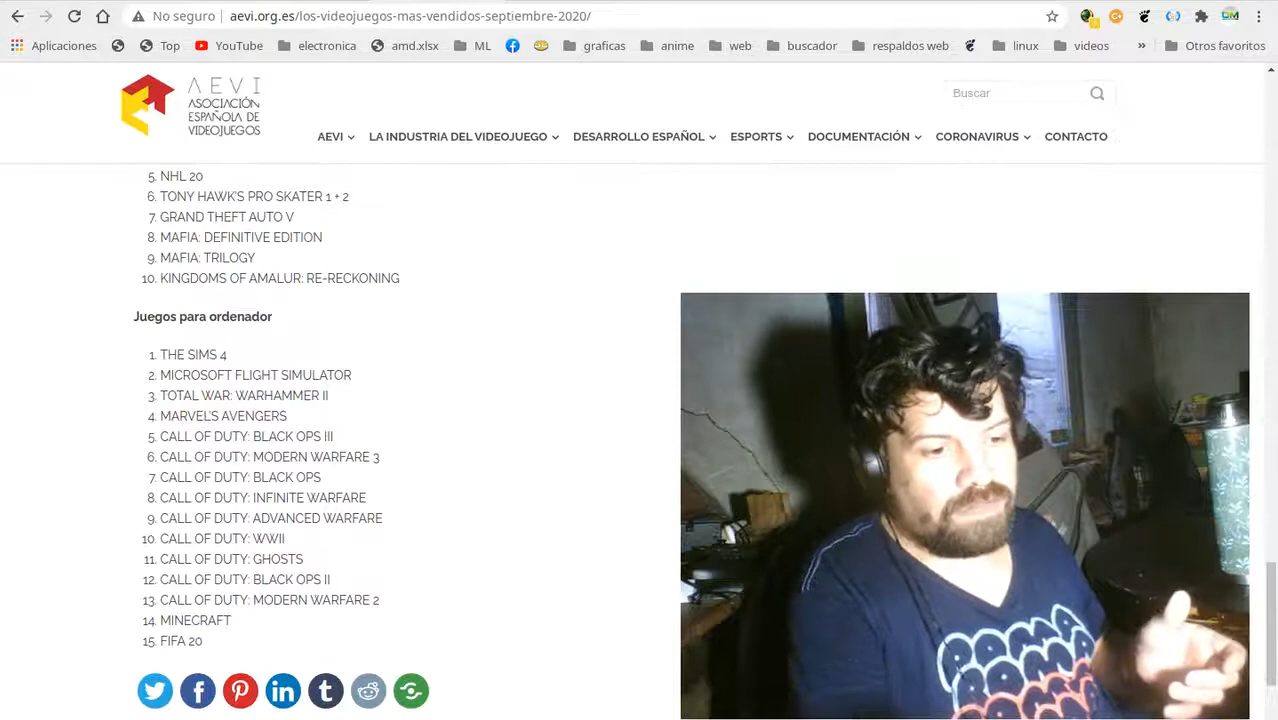 No seguro
aevi.org.es/los-videojuegos-mas-vendidos-septiembre-2020/
Aplicaciones
Top
YouTube
electronica
amd.xlsx
ML
graficas
anime
web
buscador
respaldos web
linux
videos
»
Otros favoritos
AEVI
ASOCIACIÓN
ESPAÑOLA DE
VIDEOJUEGOS
Buscar
AEVI
LA INDUSTRIA DEL VIDEOJUEGO
DESARROLLO ESPAÑOL
ESPORTS
DOCUMENTACIÓN
CORONAVIRUS
CONTACTO
5. NHL 20
6. TONY HAWK'S PRO SKATER 1 + 2
7. GRAND THEFT AUTO V
8. MAFIA: DEFINITIVE EDITION
9. MAFIA: TRILOGY
10. KINGDOMS OF AMALUR: RE-RECKONING
Juegos para ordenador
1. THE SIMS 4
2. MICROSOFT FLIGHT SIMULATOR
3. TOTAL WAR: WARHAMMER II
4. MARVEL'S AVENGERS
5. CALL OF DUTY: BLACK OPS III
6. CALL OF DUTY: MODERN WARFARE 3
7. CALL OF DUTY: BLACK OPS
8. CALL OF DUTY: INFINITE WARFARE
9. CALL OF DUTY: ADVANCED WARFARE
10. CALL OF DUTY: WWII
11. CALL OF DUTY: GHOSTS
12. CALL OF DUTY: BLACK OPS II
13. CALL OF DUTY: MODERN WARFARE 2
14. MINECRAFT
15. FIFA 20